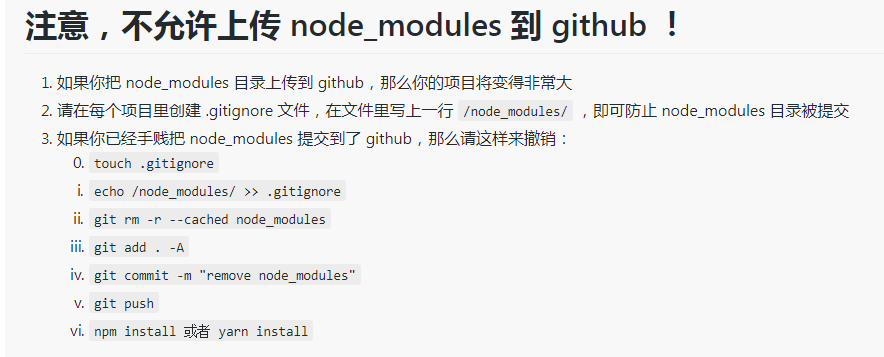 注意，不允许上传 node_modules 到 github ！
1. 如果你把 node_modules 目录上传到 github，那么你的项目将变得非常大
2. 请在每个项目里创建 .gitignore 文件，在文件里写上一行 /node_modules/ ，即可防止 node_modules 目录被提交
3. 如果你已经手贱把 node_modules 提交到了 github，那么请这样来撤销：
0. touch .gitignore
i. echo /node_modules/ >> .gitignore
ii. git rm -r --cached node_modules
iii. git add . -A
iv. git commit -m "remove node_modules"
v. git push
vi. npm install 或者 yarn install